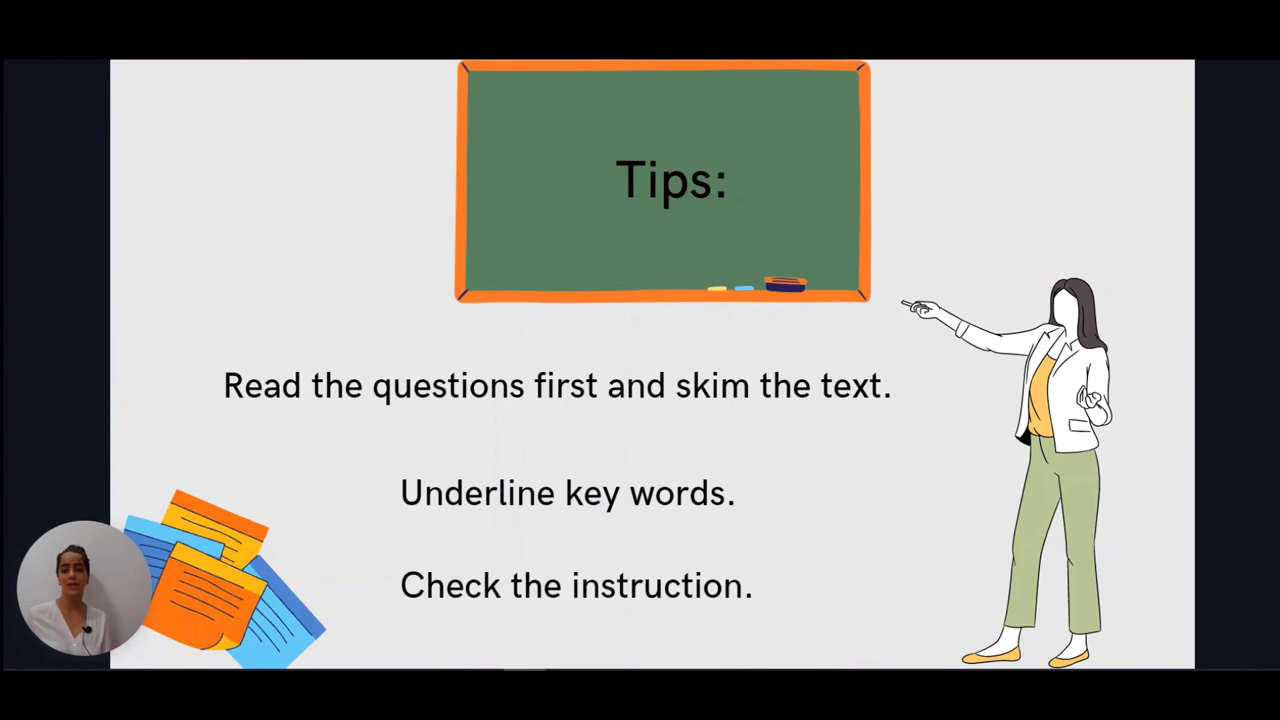 Tips:
Read the questions first and skim the text.
Underline key words.
Check the instruction.